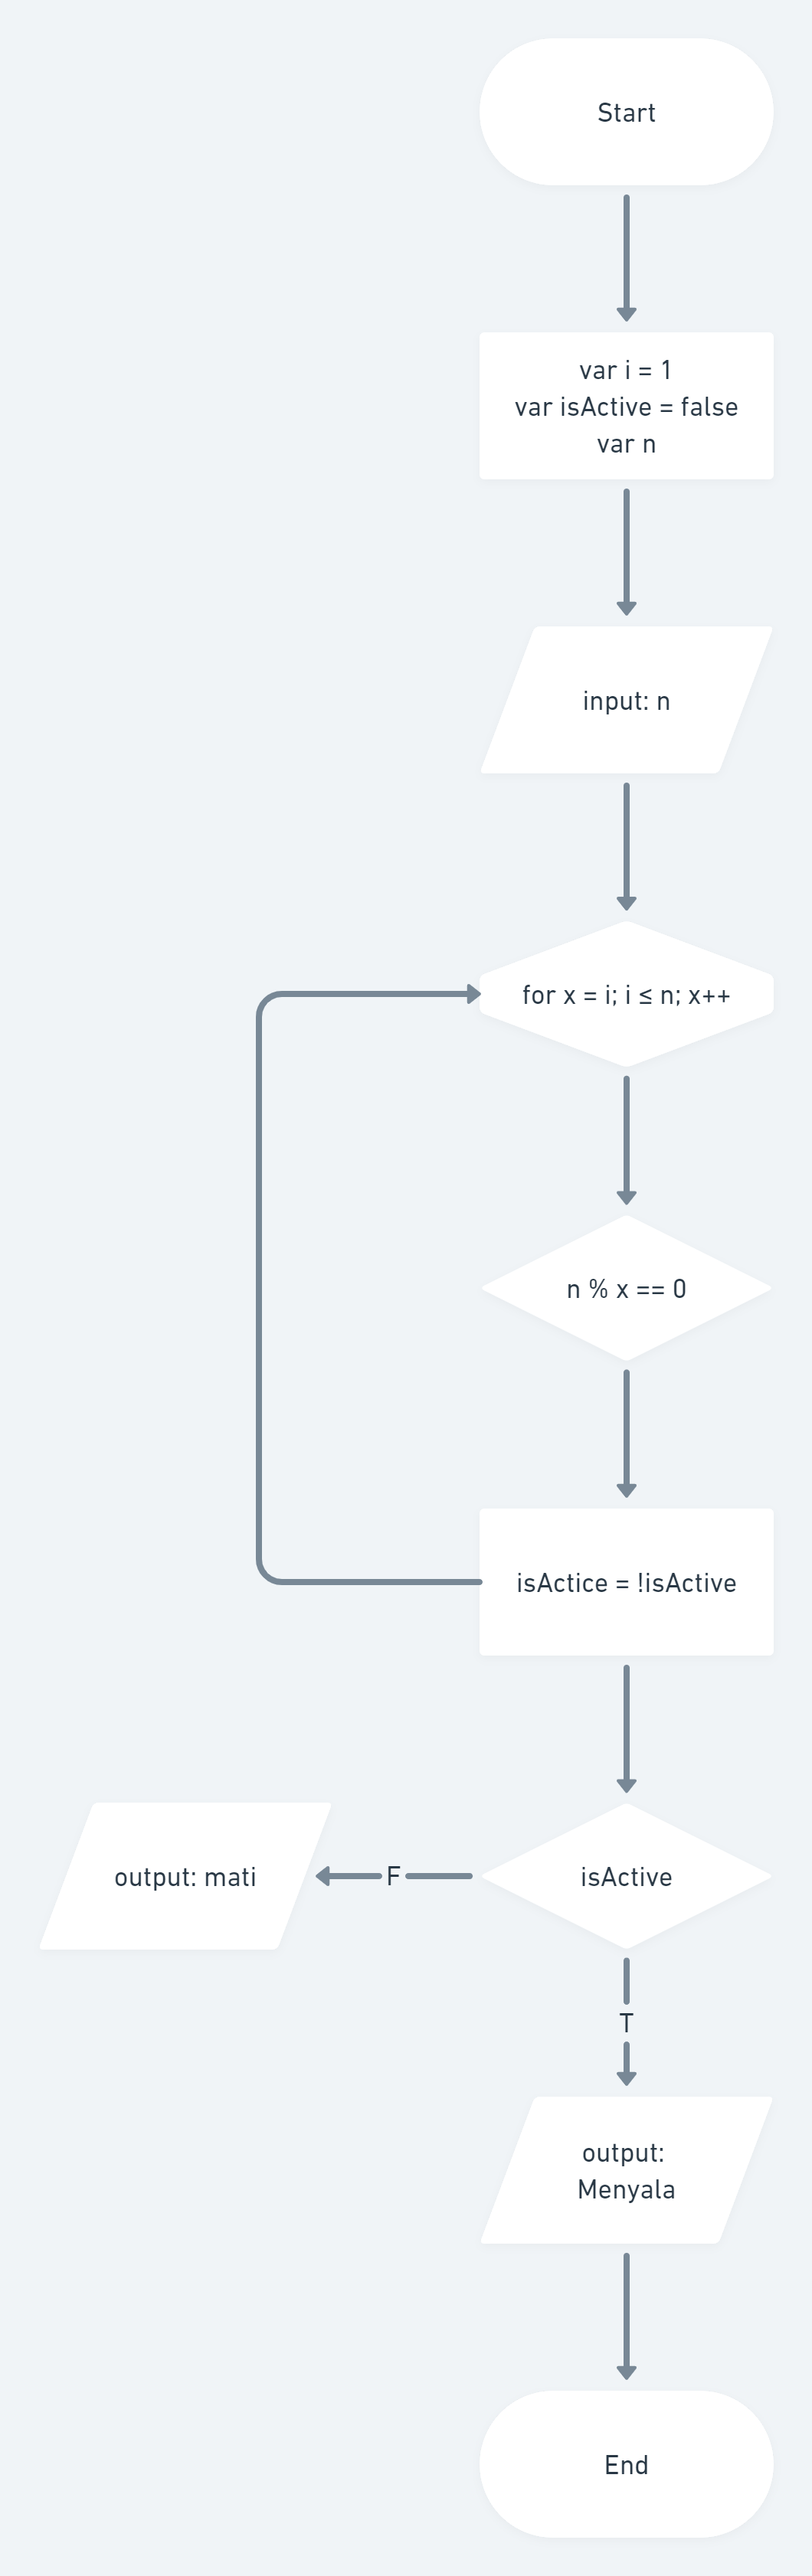 Start
var i = 1
var isActive = false
var n
input: n
for x = i; i ≤ n; x++
n % x == 0
isActice = !isActive
output: mati
F
isActive
T
output:
Menyala
End